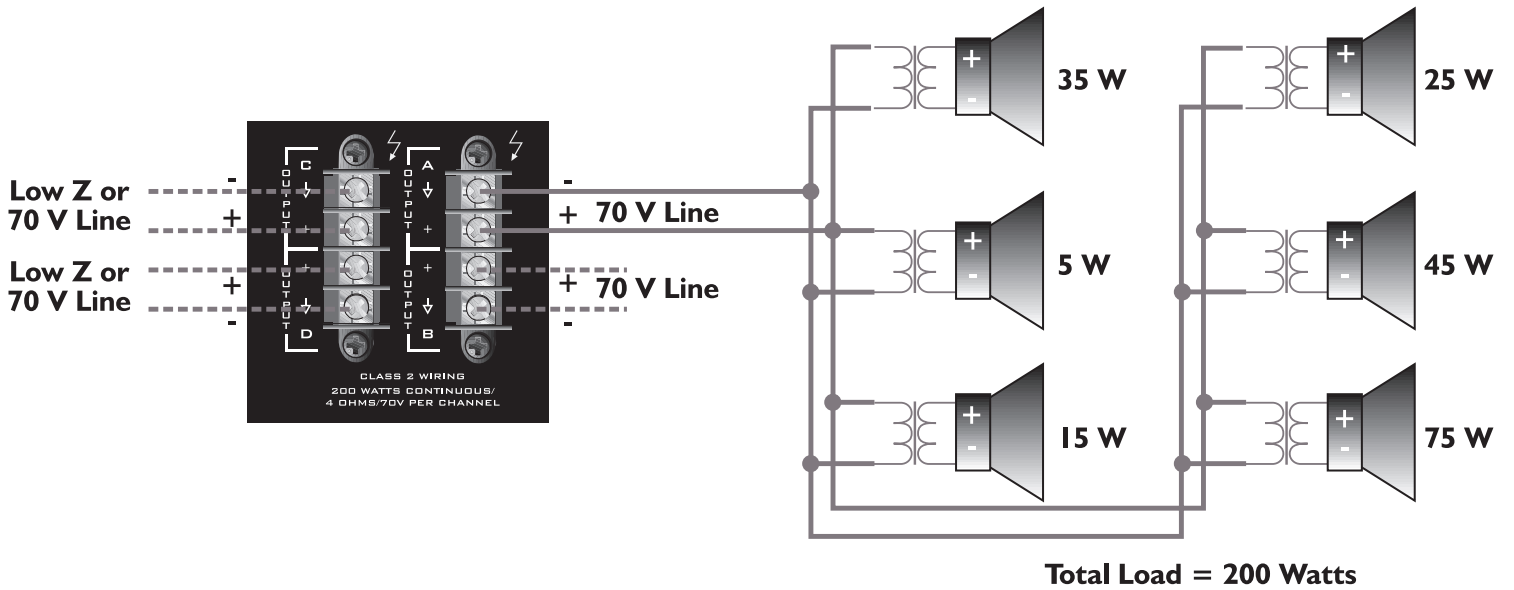 Low Z or
70 V Line
-
+
Low Z or
70 V Line
+
-
C
OUTPUT
+
+
OUTPUT
D
A
OUTPUT
+
+
OUTPUT
B
CLASS 2 WIRING
200 WATTS CONTINUOUS/
4 OHMS/70V PER CHANNEL
-
+ 70 V Line
+ 70 V Line
-
+
-
35 W
+
-
25 W
+
-
5 W
+
-
45 W
+
-
15 W
+
-
75 W
Total Load = 200 Watts